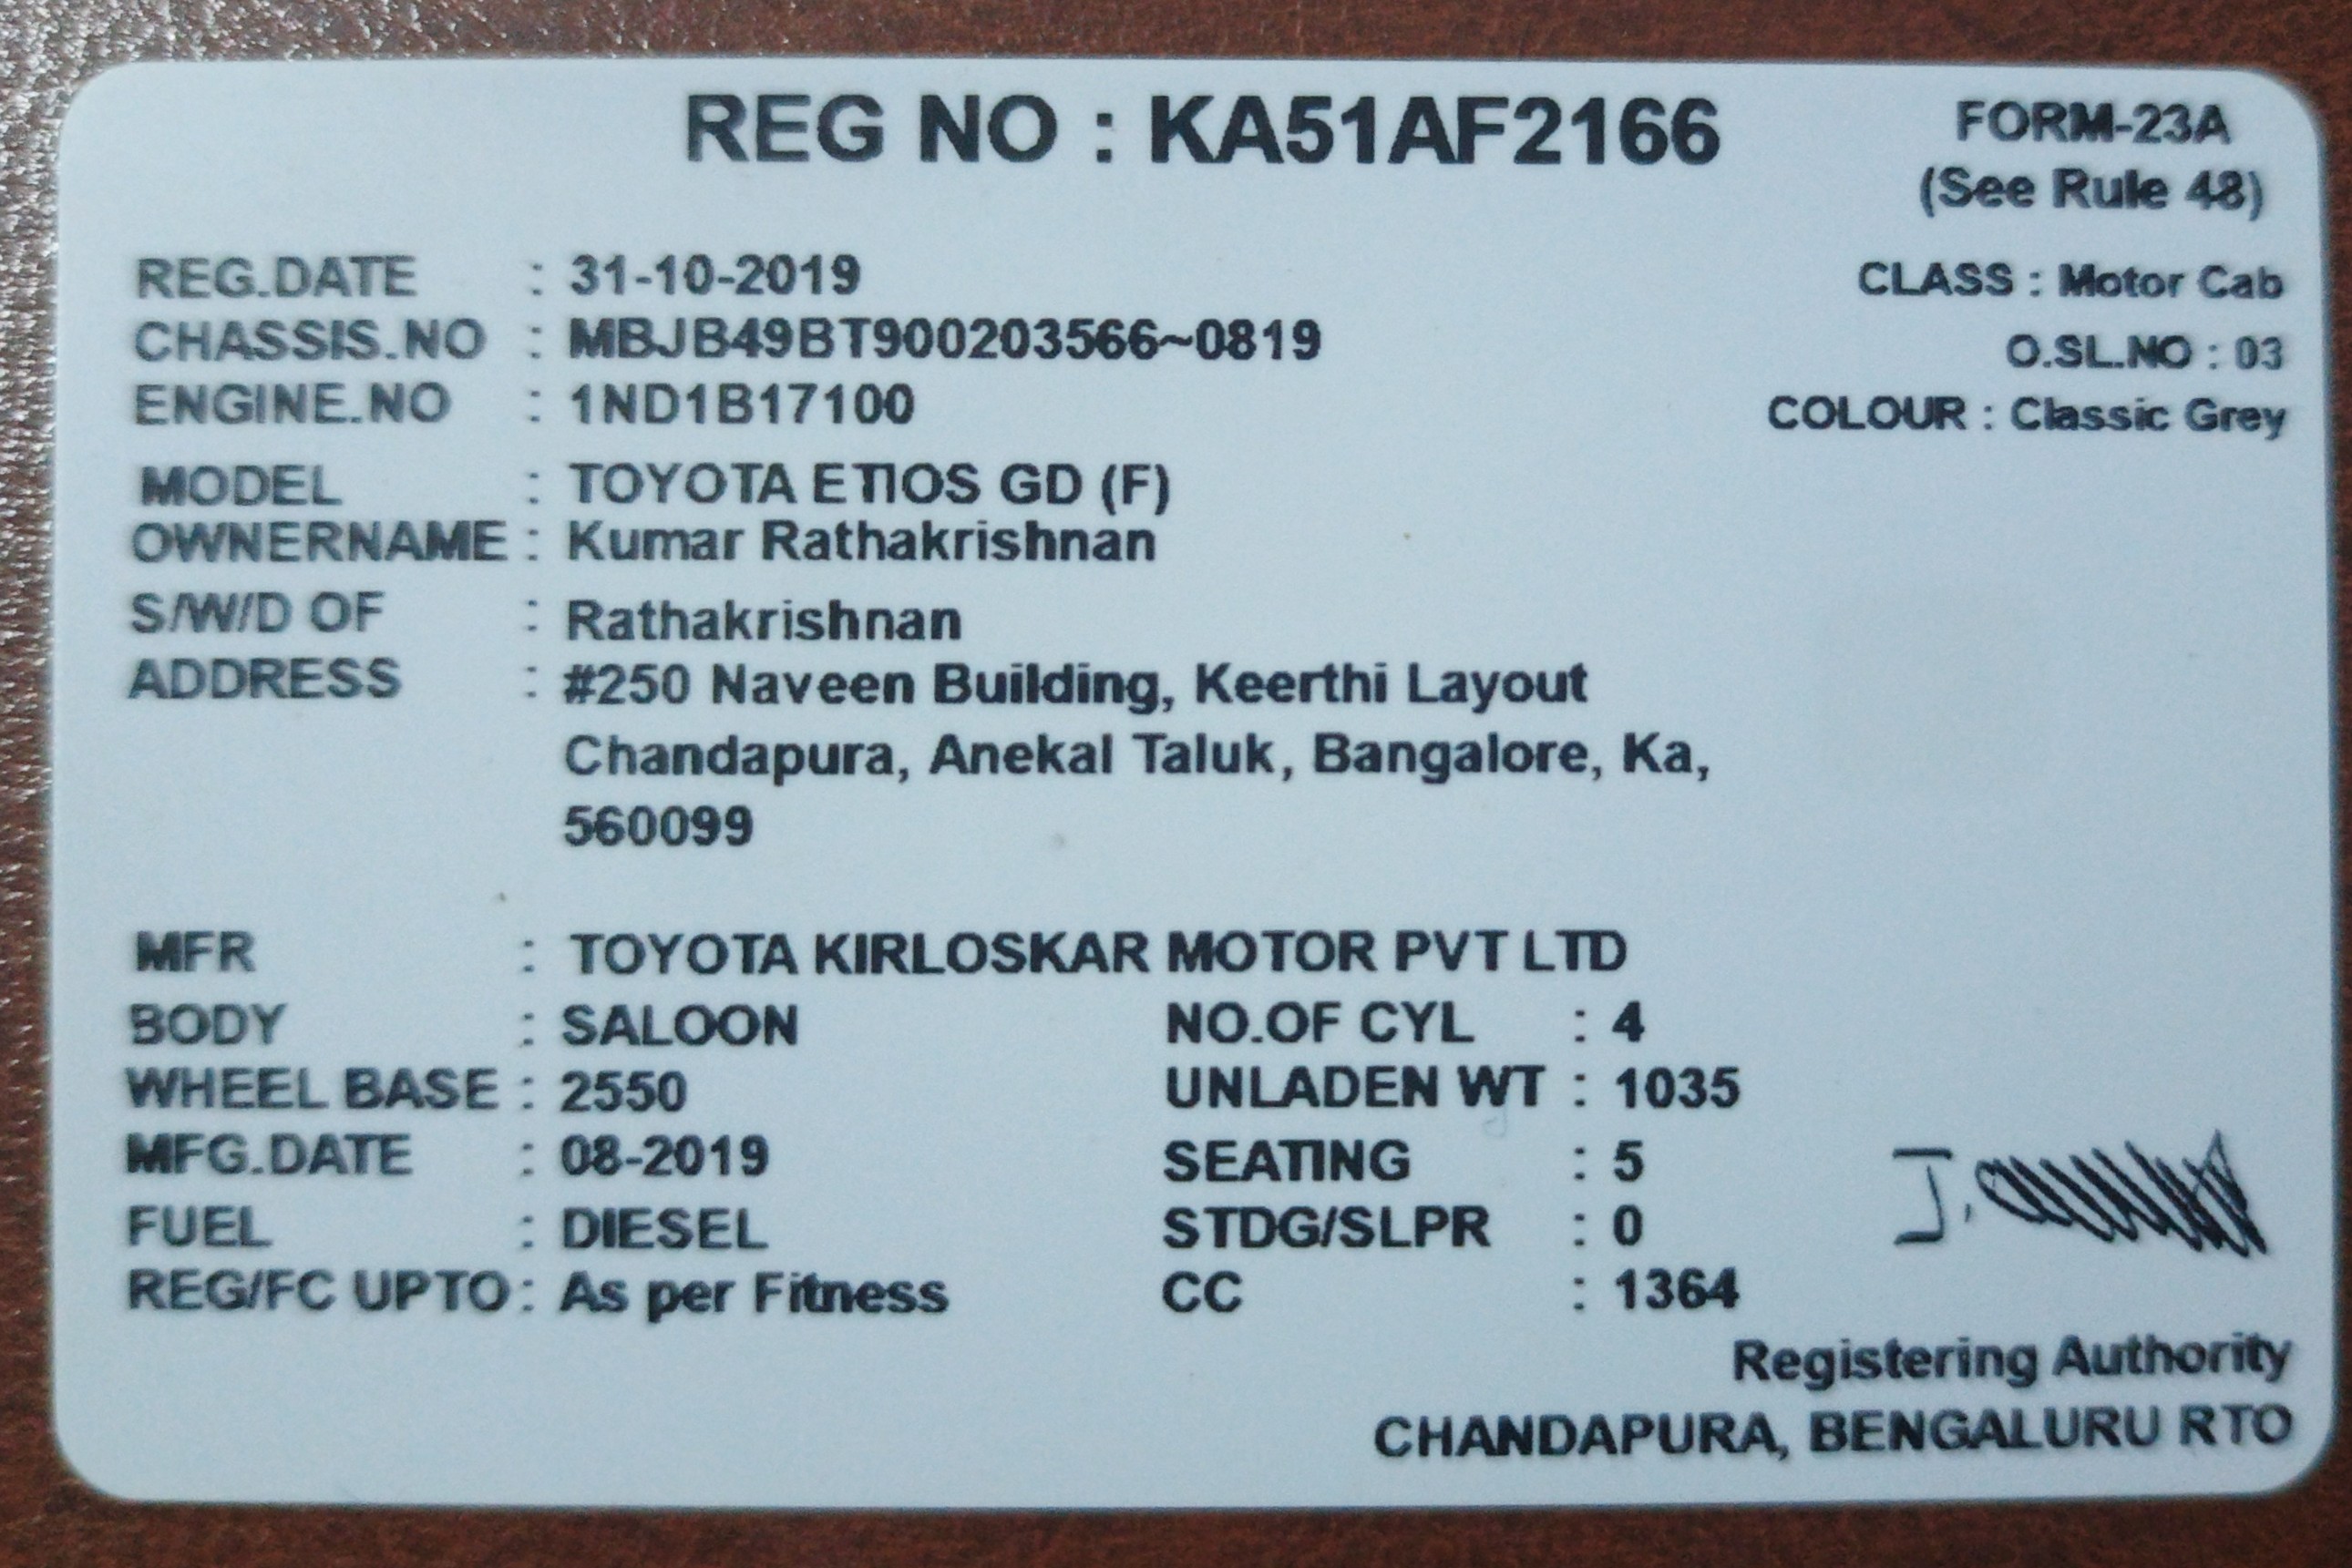 REG NO : KA51AF2166
FORM-23A
(See Rule 48)
REG.DATE : 31-10-2019
CLASS : Motor Cab
CHASSIS.NO : MBJB49BT900203566~0819
O.SL.NO : 03
ENGINE.NO : 1ND1B17100
COLOUR : Classic Grey
MODEL : TOYOTA ETIOS GD (F)
OWNERNAME : Kumar Rathakrishnan
S/W/D OF : Rathakrishnan
ADDRESS : #250 Naveen Building, Keerthi Layout
Chandapura, Anekal Taluk, Bangalore, Ka,
560099
MFR : TOYOTA KIRLOSKAR MOTOR PVT LTD
BODY : SALOON NO.OF CYL : 4
WHEEL BASE : 2550 UNLADEN WT : 1035
MFG.DATE : 08-2019 SEATING : 5
FUEL : DIESEL STDG/SLPR : 0
REG/FC UPTO : As per Fitness CC : 1364
Registering Authority
CHANDAPURA, BENGALURU RTO